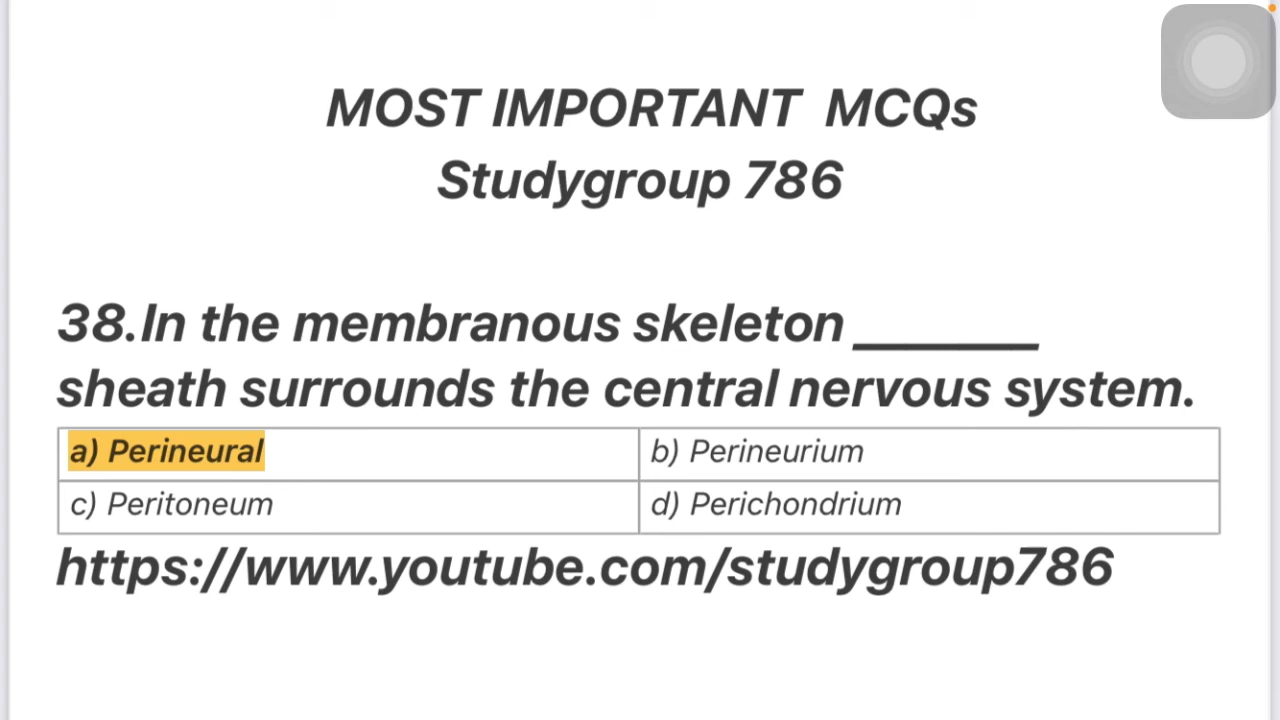 MOST IMPORTANT MCQs
Studygroup 786
38.In the membranous skeleton _______
sheath surrounds the central nervous system.
a) Perineural
b) Perineurium
c) Peritoneum
d) Perichondrium
https://www.youtube.com/studygroup786